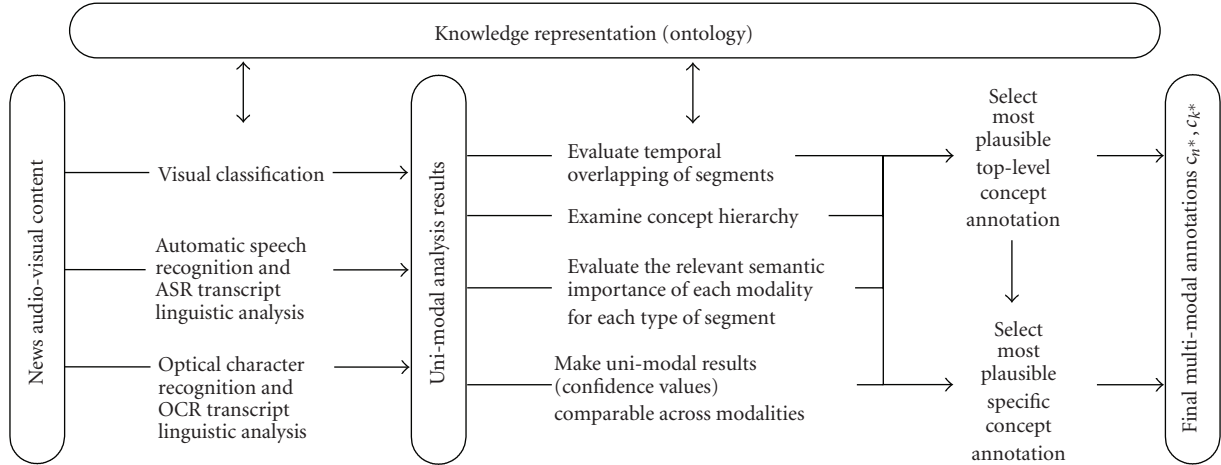 Knowledge representation (ontology)
News audio-visual content
Visual classification
Automatic speech
recognition and
ASR transcript
linguistic analysis
Optical character
recognition and
OCR transcript
linguistic analysis
Uni-modal analysis results
Evaluate temporal
overlapping of segments
Examine concept hierarchy
Evaluate the relevant semantic
importance of each modality
for each type of segment
Make uni-modal results
(confidence values)
comparable across modalities
Select
most
plausible
top-level
concept
annotation
Select
most
plausible
specific
concept
annotation
Final multi-modal annotations c_{n*}, c_{k*}